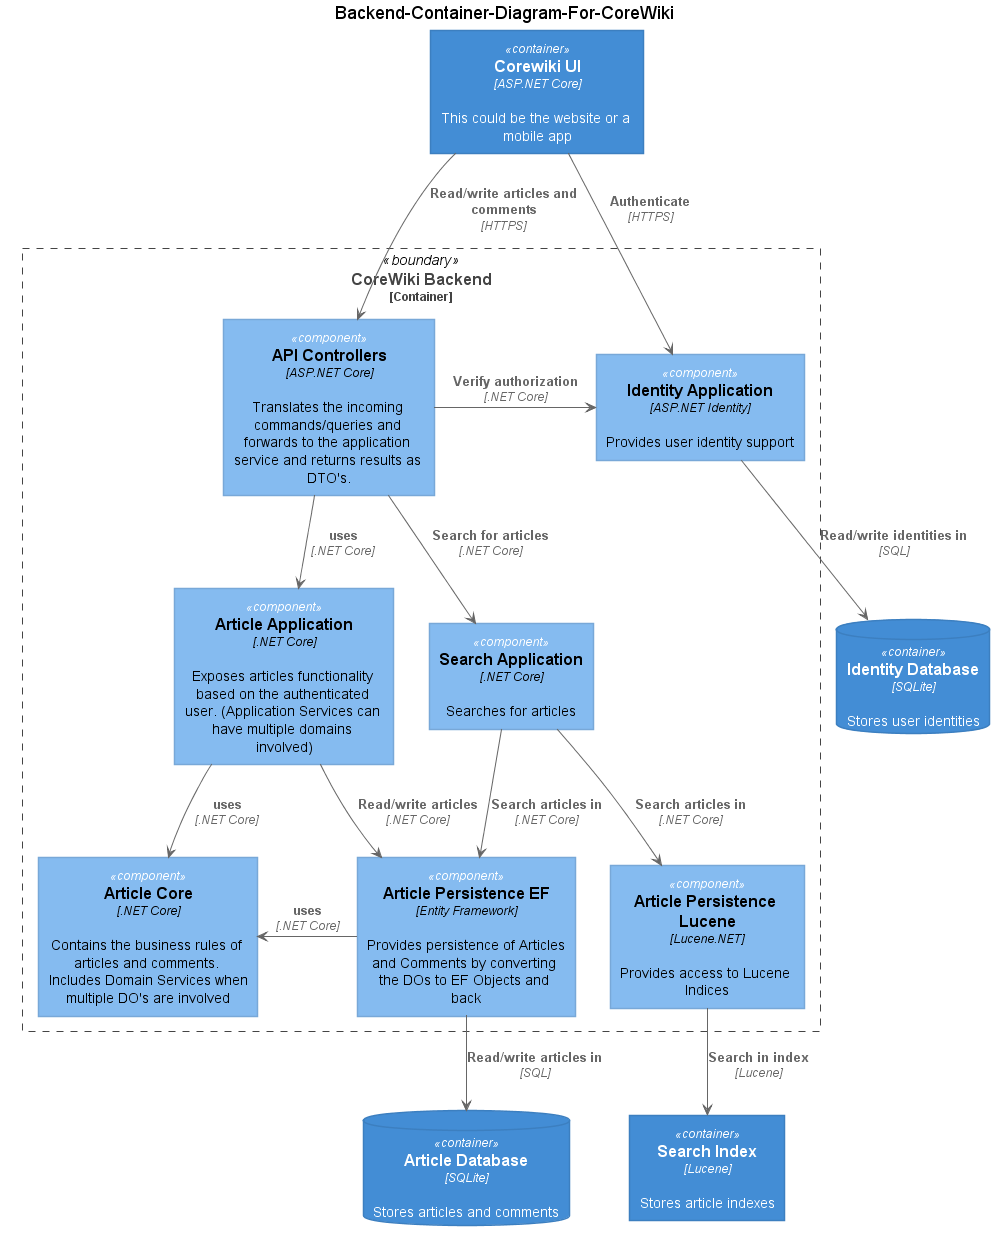 Backend-Container-Diagram-For-CoreWiki
«container»
Corewiki UI
[ASP.NET Core]
This could be the website or a
mobile app
Read/write articles and
comments
[HTTPS]
Authenticate
[HTTPS]
«boundary»
CoreWiki Backend
[Container]
«component»
API Controllers
[ASP.NET Core]
Translates the incoming
commands/queries and
forwards to the application
service and returns results as
DTO's.
Verify authorization
[.NET Core]
«component»
Identity Application
[ASP.NET Identity]
Provides user identity support
uses
[.NET Core]
Search for articles
[.NET Core]
Read/write identities in
[SQL]
«component»
Article Application
[.NET Core]
Exposes articles functionality
based on the authenticated
user. (Application Services can
have multiple domains
involved)
«component»
Search Application
[.NET Core]
Searches for articles
«container»
Identity Database
[SQLite]
Stores user identities
uses
[.NET Core]
Read/write articles
[.NET Core]
Search articles in
[.NET Core]
Search articles in
[.NET Core]
«component»
Article Core
[.NET Core]
Contains the business rules of
articles and comments.
Includes Domain Services when
multiple DO's are involved
uses
[.NET Core]
«component»
Article Persistence EF
[Entity Framework]
Provides persistence of Articles
and Comments by converting
the DOs to EF Objects and
back
«component»
Article Persistence
Lucene
[Lucene.NET]
Provides access to Lucene
Indices
Read/write articles in
[SQL]
Search in index
[Lucene]
«container»
Article Database
[SQLite]
Stores articles and comments
«container»
Search Index
[Lucene]
Stores article indexes